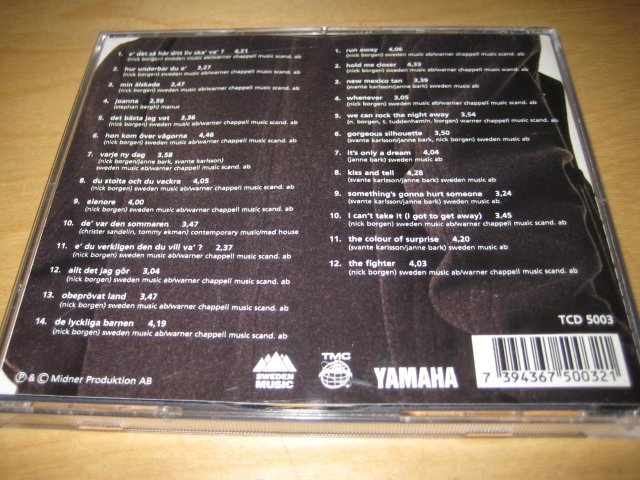 1. e' det så här ditt liv ska' va' ? 4,21
(nick borgen) sweden music ab/warner chappell music scand. ab
2. hur underbar du e' 3,27
(nick borgen) sweden music ab/warner chappell music scand. ab
3. min älskade 2,47
(nick borgen) sweden music ab/warner chappell music scand. ab
4. joanna 2,59
(stephan bergh) manus
5. det bästa jag vet 3,36
(nick borgen) sweden music ab/warner chappell music scand. ab
6. hon kom över vågorna 4,46
(nick borgen) sweden music ab/warner chappell music scand. ab
7. varje ny dag 3,58
(nick borgen/janne bark, svante karlsson)
sweden music ab/warner chappell music scand. ab
8. du stolta och du vackra 4,05
(nick borgen) sweden music ab/warner chappell music scand. ab
9. elenore 4,00
(nick borgen) sweden music ab/warner chappell music scand. ab
10. de' var den sommaren 3,47
(christer sandelin, tommy ekman) contemporary music/mad house
11. e' du verkligen den du vill va' ? 2,37
(nick borgen) sweden music ab/warner chappell music scand. ab
12. allt det jag gör 3,04
(nick borgen) sweden music ab/warner chappell music scand. ab
13. obeprövat land 3,47
(nick borgen) sweden music ab/warner chappell music scand. ab
14. de lyckliga barnen 4,19
(nick borgen) sweden music ab/warner chappell music scand. ab
1. run away 4,06
(nick borgen) sweden music ab/warner chappell music scand. ab
2. hold me closer 4,33
(nick borgen) sweden music ab/warner chappell music scand. ab
3. new mexico tan 3,39
(svante karlsson/janne bark) sweden music ab
4. whenever 3,05
(nick borgen) sweden music ab/warner chappell music scand. ab
5. we can rock the night away 3,54
(n. borgen, t. tuddenham/n. borgen) warner chappell music scand. ab
6. gorgeous silhouette 3,50
(svante karlsson/janne bark, nick borgen) sweden music ab
7. it's only a dream 4,04
(janne bark) sweden music ab
8. kiss and tell 4,28
(svante karlsson/janne bark) sweden music ab
9. something's gonna hurt someone 3,24
(svante karlsson/janne bark) sweden music ab
10. I can't take it (I got to get away) 3,45
(nick borgen) sweden music ab/warner chappell music scand. ab
11. the colour of surprise 4,20
(svante karlsson/janne bark) sweden music ab
12. the fighter 4,03
(nick borgen) sweden music ab/warner chappell music scand. ab
TCD 5003
℗ & © Midner Produktion AB
SWEDEN
MUSIC
TMC
YAMAHA
7 394367 500321